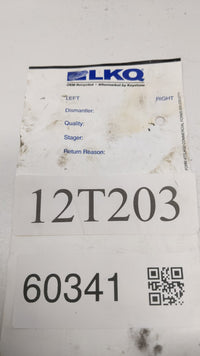 LKQ
OEM Recycled • Aftermarket by Keystone
LEFT RIGHT
Dismantler:
Quality:
Stager:
Return Reason:
12T203
60341